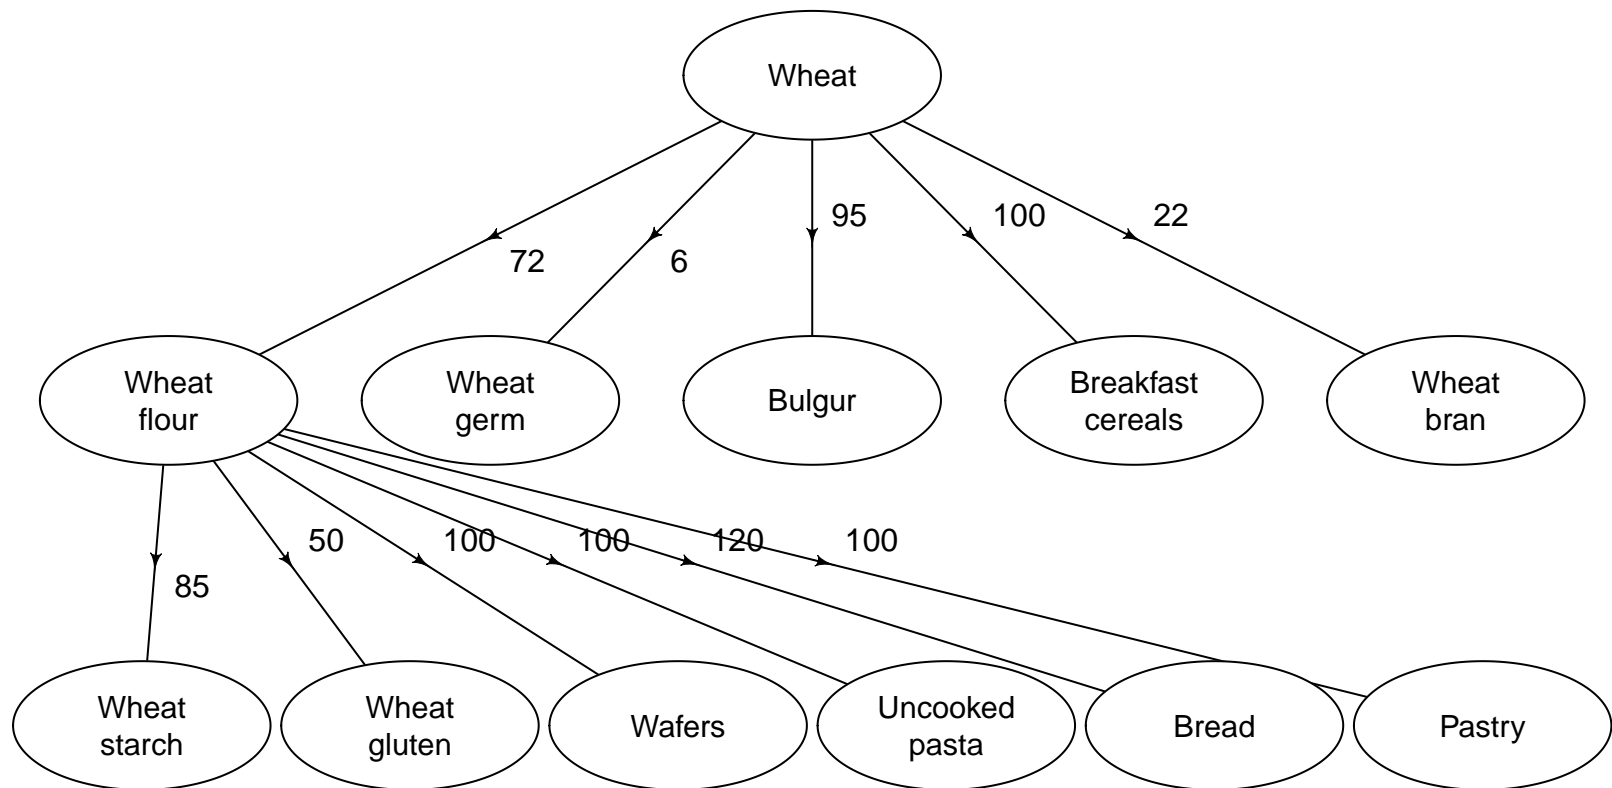 Wheat
95
100
22
72
6
Wheat
flour
Wheat
germ
Bulgur
Breakfast
cereals
Wheat
bran
50
100
100
120
100
85
Wheat
starch
Wheat
gluten
Wafers
Uncooked
pasta
Bread
Pastry